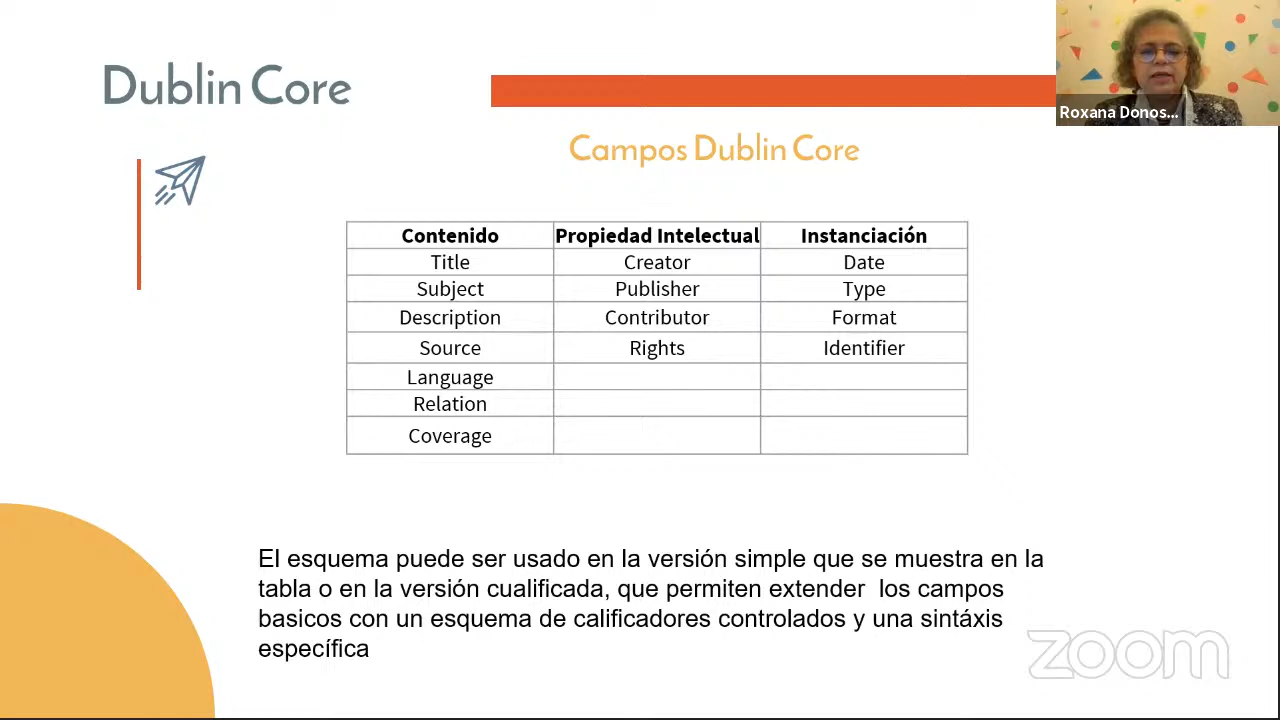 Dublin Core
Roxana Donos...
Campos Dublin Core
Contenido Propiedad Intelectual Instanciación
Title Creator Date
Subject Publisher Type
Description Contributor Format
Source Rights Identifier
Language
Relation
Coverage
El esquema puede ser usado en la versión simple que se muestra en la
tabla o en la versión cualificada, que permiten extender los campos
basicos con un esquema de calificadores controlados y una sintáxis
específica
zoom